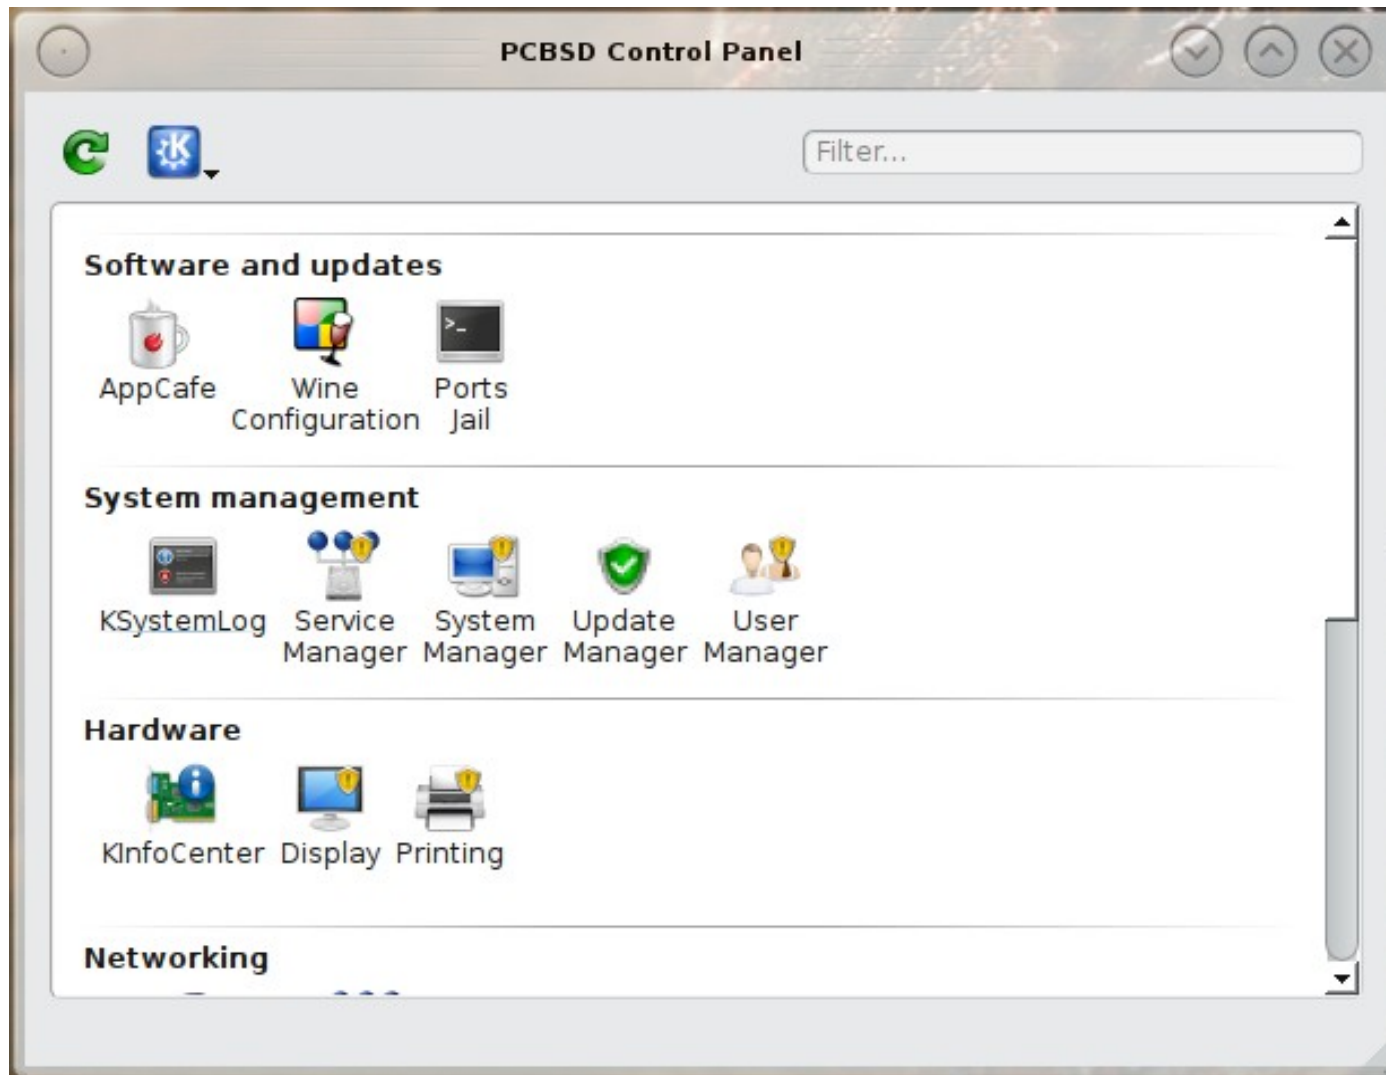 PCBSD Control Panel
Filter...
Software and updates
AppCafe
Wine
Configuration
Ports
Jail
>_
System management
KSystemLog
Service
Manager
System
Manager
Update
Manager
User
Manager
Hardware
KInfoCenter
Display
Printing
Networking